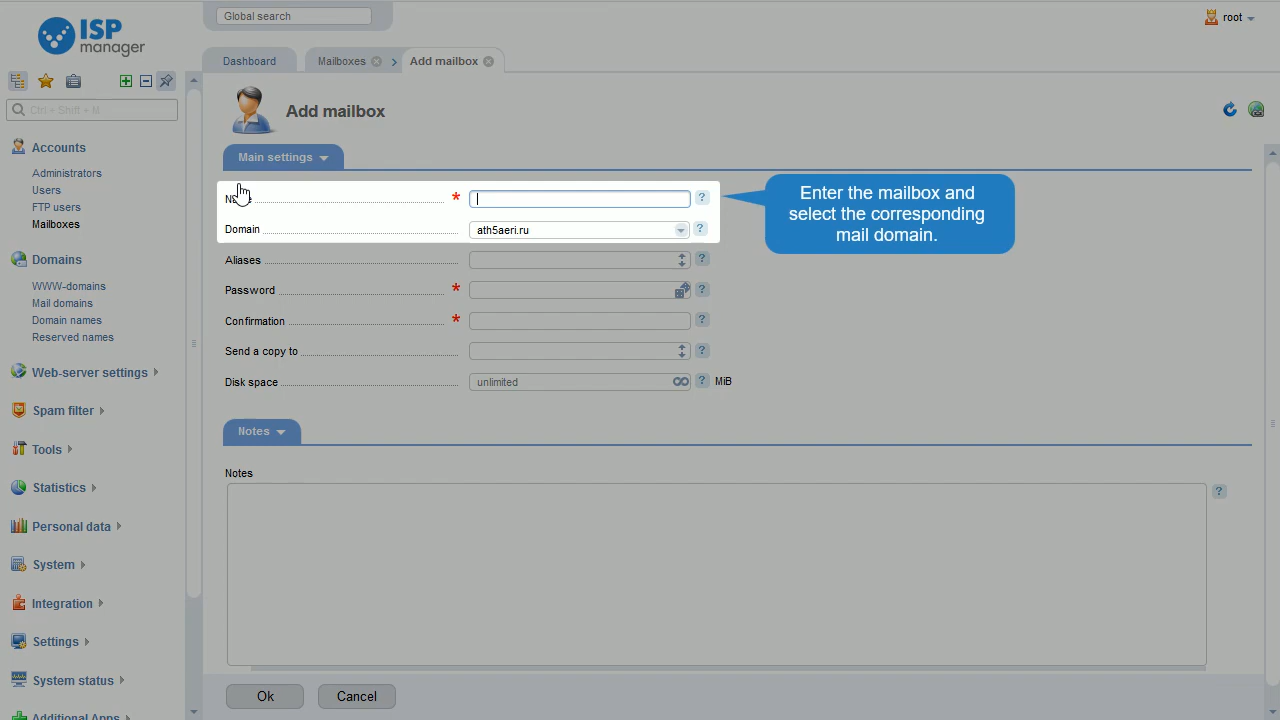 ISP
manager
Global search
root
Dashboard
Mailboxes
Add mailbox
Ctrl + Shift + M
Add mailbox
Accounts
Administrators
Users
FTP users
Mailboxes
Domains
WWW-domains
Mail domains
Domain names
Reserved names
Web-server settings
Spam filter
Tools
Statistics
Personal data
System
Integration
Settings
System status
Additional Apps
Main settings
*
?
Domain
ath5aeri.ru
?
Enter the mailbox and
select the corresponding
mail domain.
Aliases
?
Password
*
?
Confirmation
*
?
Send a copy to
?
Disk space
unlimited
?
MiB
Notes
Notes
?
Ok
Cancel